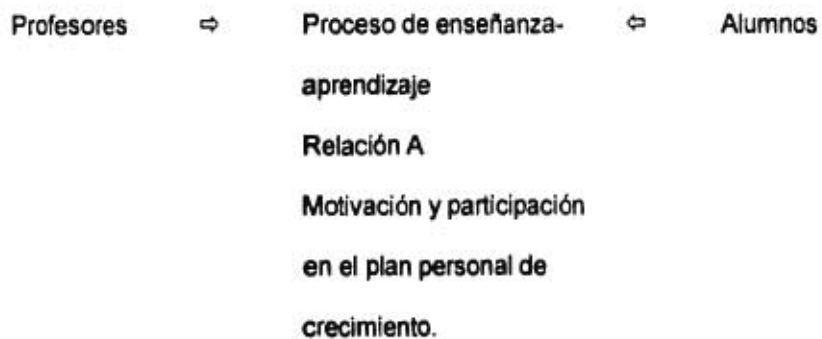 Profesores ⇨ Proceso de enseñanza- ⇦ Alumnos
aprendizaje
Relación A
Motivación y participación
en el plan personal de
crecimiento.